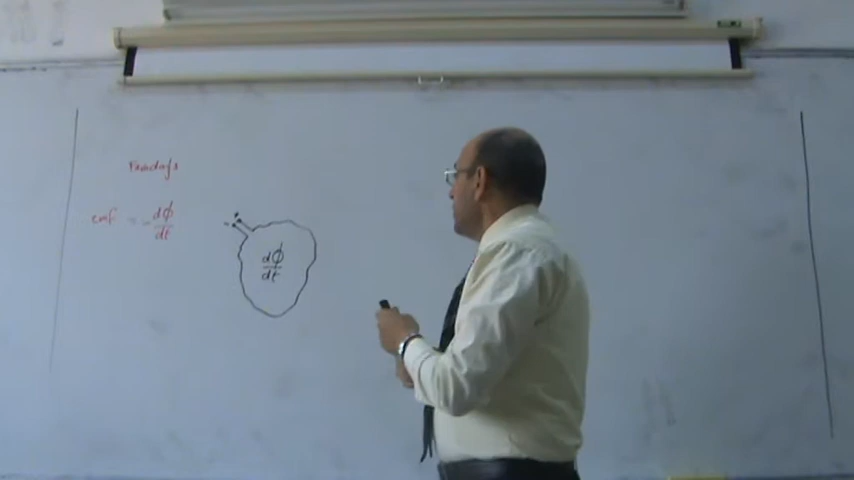 Faraday's
emf = - dφ/dt
dφ/dt